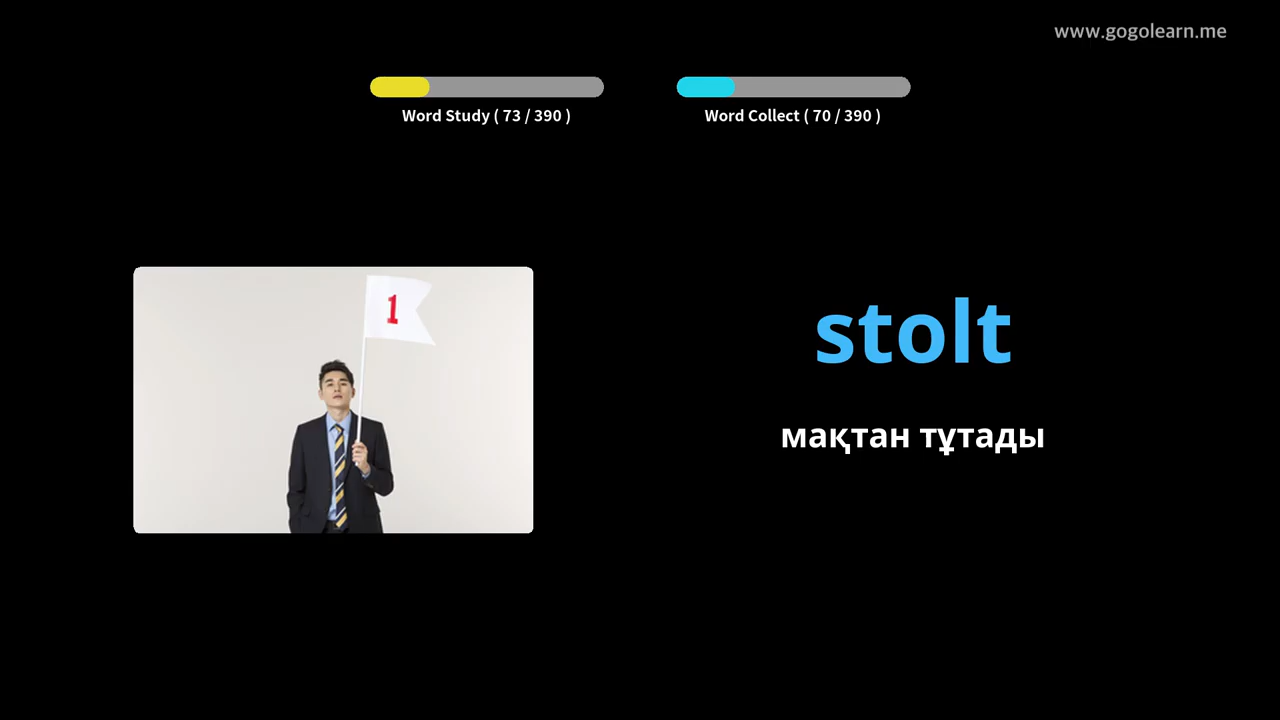 www.gogolearn.me
Word Study ( 73 / 390 )
Word Collect ( 70 / 390 )
1
stolt
мақтан тұтады